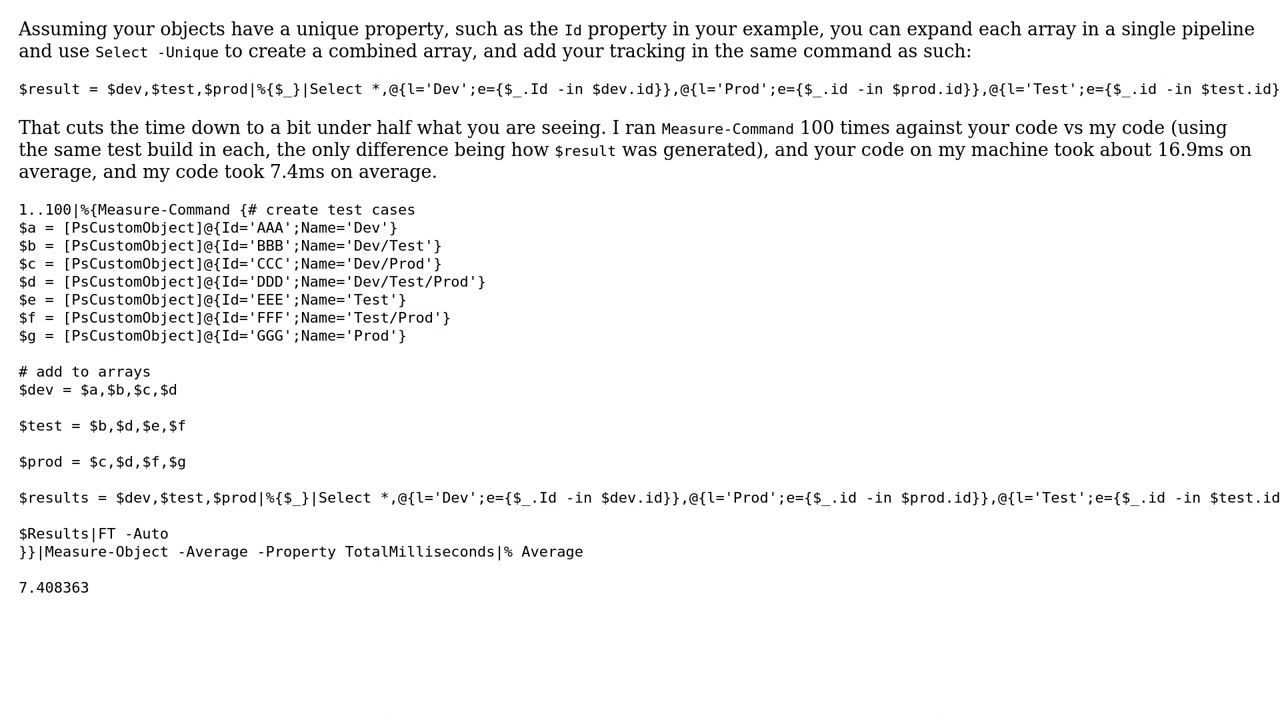 Assuming your objects have a unique property, such as the Id property in your example, you can expand each array in a single pipeline
and use Select -Unique to create a combined array, and add your tracking in the same command as such:
$result = $dev,$test,$prod|%{$_}|Select *,@{l='Dev';e={$_.Id -in $dev.id}},@{l='Prod';e={$_.id -in $prod.id}},@{l='Test';e={$_.id -in $test.id}
That cuts the time down to a bit under half what you are seeing. I ran Measure-Command 100 times against your code vs my code (using
the same test build in each, the only difference being how $result was generated), and your code on my machine took about 16.9ms on
average, and my code took 7.4ms on average.
1..100|%{Measure-Command {# create test cases
$a = [PsCustomObject]@{Id='AAA';Name='Dev'}
$b = [PsCustomObject]@{Id='BBB';Name='Dev/Test'}
$c = [PsCustomObject]@{Id='CCC';Name='Dev/Prod'}
$d = [PsCustomObject]@{Id='DDD';Name='Dev/Test/Prod'}
$e = [PsCustomObject]@{Id='EEE';Name='Test'}
$f = [PsCustomObject]@{Id='FFF';Name='Test/Prod'}
$g = [PsCustomObject]@{Id='GGG';Name='Prod'}
# add to arrays
$dev = $a,$b,$c,$d
$test = $b,$d,$e,$f
$prod = $c,$d,$f,$g
$results = $dev,$test,$prod|%{$_}|Select *,@{l='Dev';e={$_.Id -in $dev.id}},@{l='Prod';e={$_.id -in $prod.id}},@{l='Test';e={$_.id -in $test.id
$Results|FT -Auto
}}|Measure-Object -Average -Property TotalMilliseconds|% Average
7.408363